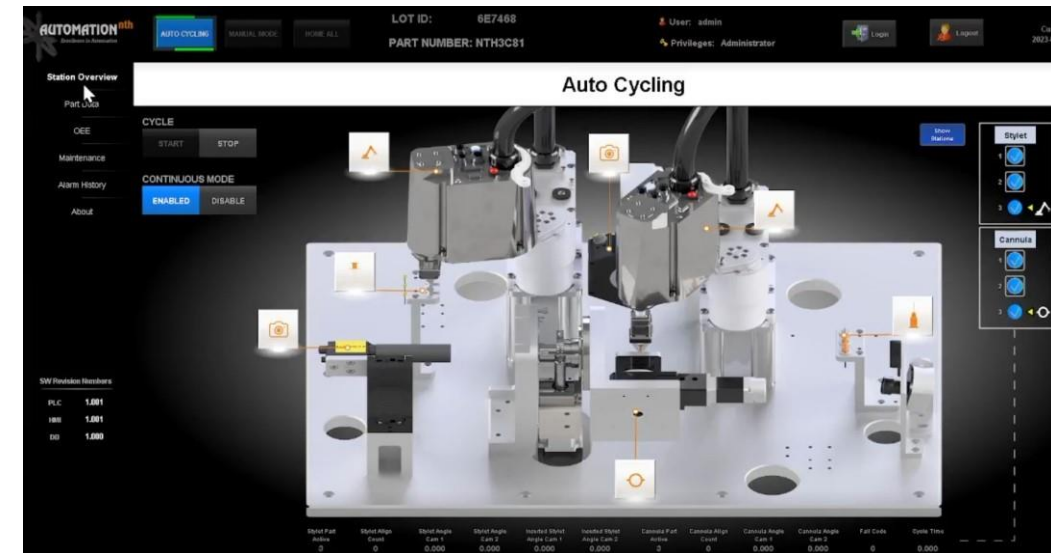 AUTOMATION nth
AUTO CYCLING
MANUAL MODE
HOME ALL
LOT ID: 6E7468
PART NUMBER: NTH3C81
User: admin
Privileges: Administrator
Login
Logout
Ca
2023-
Station Overview
Part Data
OEE
Maintenance
Alarm History
About
Auto Cycling
CYCLE
START STOP
CONTINUOUS MODE
ENABLED DISABLE
Show
Stations
Stylet
1
2
3
Cannula
1
2
3
SW Revision Numbers
PLC 1.001
HMI 1.001
DB 1.000
Stylet Part
Active
0
Stylet Align
Count
0
Stylet Angle
Cam 1
0.000
Stylet Angle
Cam 2
0.000
Inserted Stylet
Angle Cam 1
0.000
Inserted Stylet
Angle Cam 2
0.000
Cannula Part
Active
0
Cannula Align
Count
0
Cannula Angle
Cam 1
0.000
Cannula Angle
Cam 2
0.000
Fail Code
0
Cycle Time
0.000